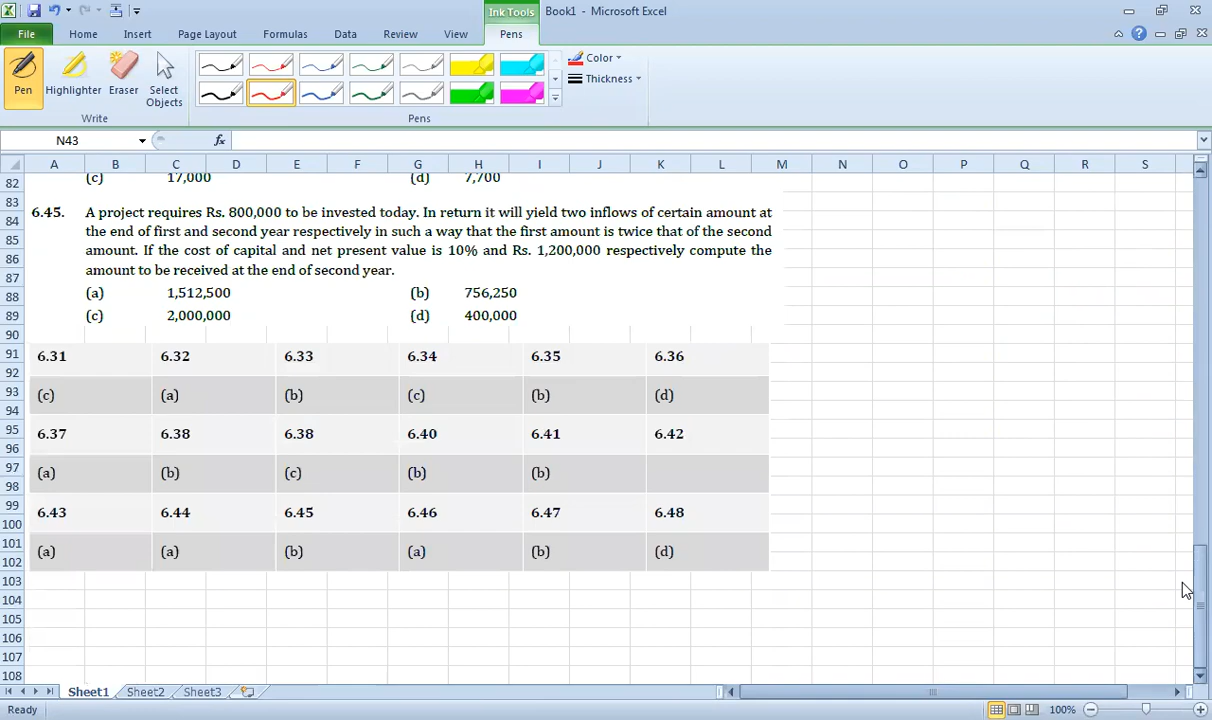 Ink Tools
Book1 - Microsoft Excel
File Home Insert Page Layout Formulas Data Review View Pens
Pen Highlighter Eraser Select Objects
Color
Thickness
Write
Pens
N43
fx
A B C D E F G H I J K L M N O P Q R S
82
83
84
85
86
87
88
89
90
91
92
93
94
95
96
97
98
99
100
101
102
103
104
105
106
107
108
(c) 17,000 (d) 7,700
6.45. A project requires Rs. 800,000 to be invested today. In return it will yield two inflows of certain amount at
the end of first and second year respectively in such a way that the first amount is twice that of the second
amount. If the cost of capital and net present value is 10% and Rs. 1,200,000 respectively compute the
amount to be received at the end of second year.
(a) 1,512,500 (b) 756,250
(c) 2,000,000 (d) 400,000
6.31 6.32 6.33 6.34 6.35 6.36
(c) (a) (b) (c) (b) (d)
6.37 6.38 6.38 6.40 6.41 6.42
(a) (b) (c) (b) (b)
6.43 6.44 6.45 6.46 6.47 6.48
(a) (a) (b) (a) (b) (d)
Sheet1 Sheet2 Sheet3
Ready
100%